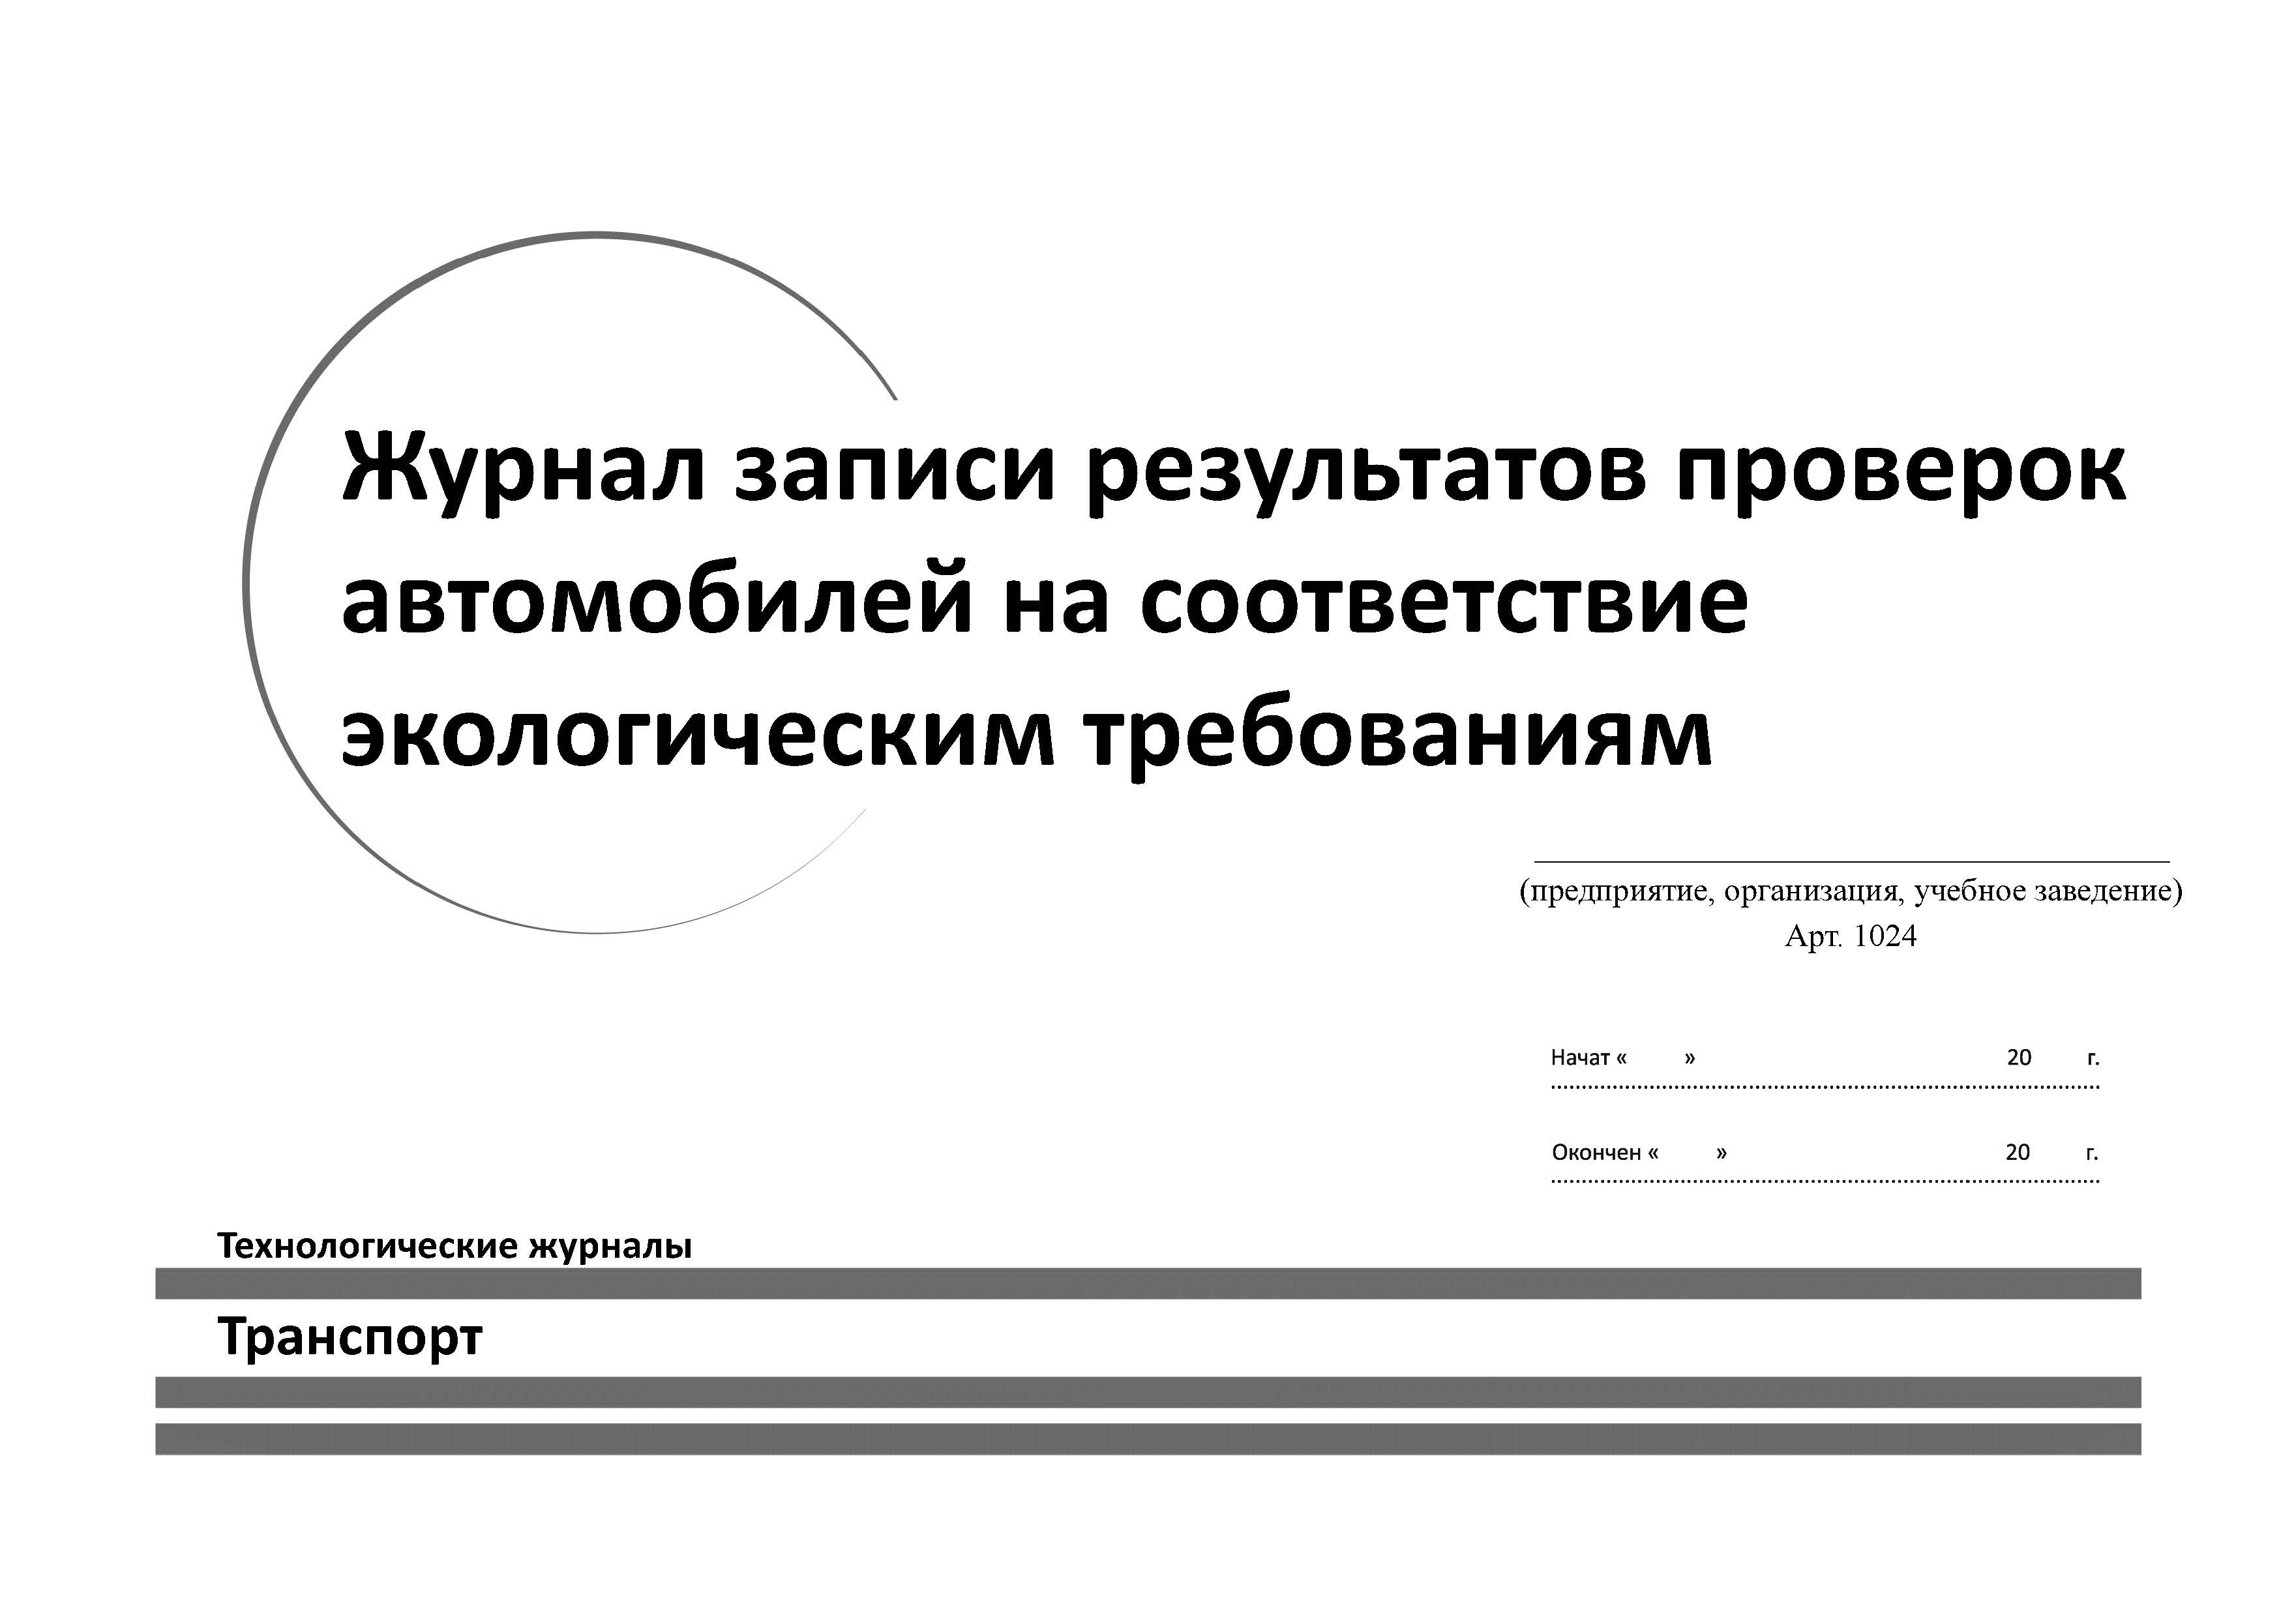 Журнал записи результатов проверок
автомобилей на соответствие
экологическим требованиям
(предприятие, организация, учебное заведение)
Арт. 1024
Начат « » 20 г.
Окончен « » 20 г.
Технологические журналы
Транспорт